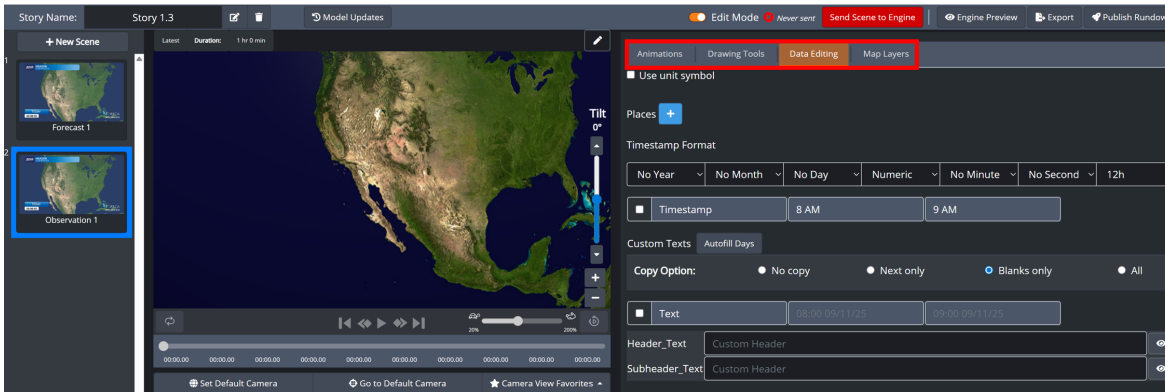 Story Name: Story 1.3 Model Updates Edit Mode Never sent Send Scene to Engine Engine Preview Export Publish Rundow
+ New Scene
1
Forecast 1
2
Observation 1
Latest Duration: 1 hr 0 min
Tilt
0°
+
−
20% 200%
00:00.00 00:00.00 00:00.00 00:00.00 00:00.00 00:00.00 00:00.00 00:00.00 00:00.00 00:00.00
Set Default Camera Go to Default Camera Camera View Favorites
Animations Drawing Tools Data Editing Map Layers
Use unit symbol
Places +
Timestamp Format
No Year No Month No Day Numeric No Minute No Second 12h
Timestamp 8 AM 9 AM
Custom Texts Autofill Days
Copy Option: No copy Next only Blanks only All
Text 08:00 09/11/25 09:00 09/11/25
Header_Text Custom Header
Subheader_Text Custom Header